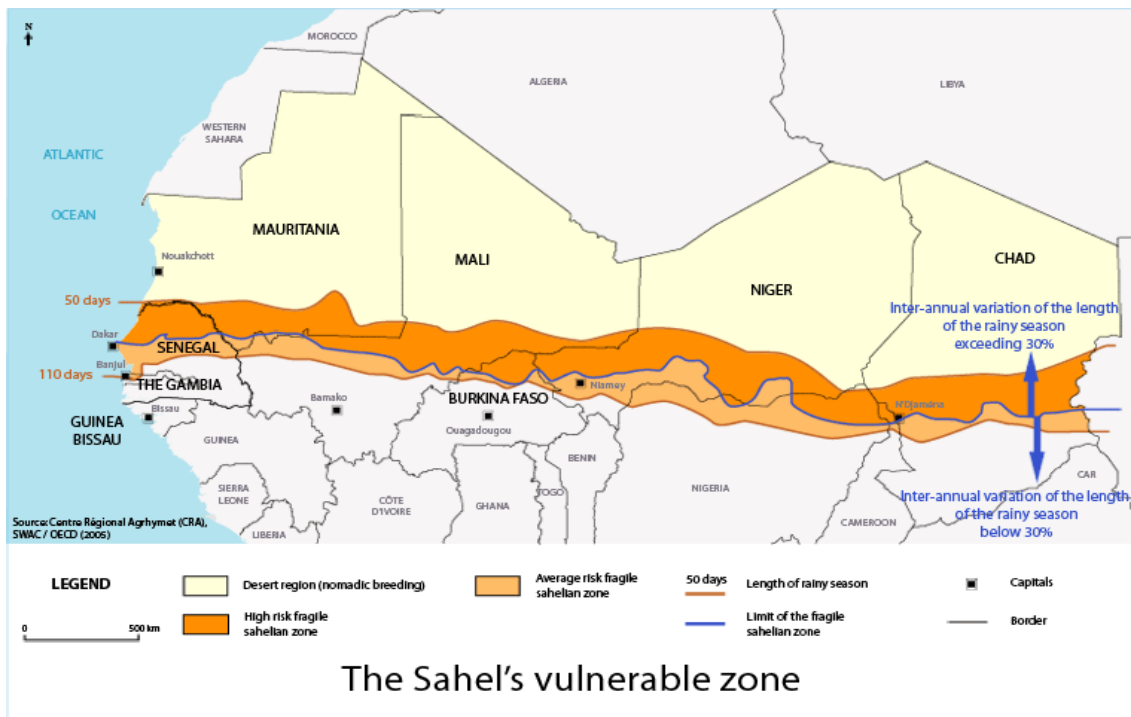 N
MOROCCO
ALGERIA
LIBYA
WESTERN
SAHARA
ATLANTIC
OCEAN
MAURITANIA
MALI
NIGER
CHAD
Nouakchott
50 days
Inter-annual variation of the length
of the rainy season
exceeding 30%
Dakar
SENEGAL
Banjul
110 days
THE GAMBIA
Niamey
BURKINA FASO
Bissau
Bamako
N'Djaména
GUINEA
BISSAU
Ouagadougou
GUINEA
BENIN
CAR
SIERRA
LEONE
CÔTE
D'IVOIRE
GHANA
TOGO
NIGERIA
Inter-annual variation of the length
of the rainy season
below 30%
CAMEROON
LIBERIA
Source: Centre Régional Agrhymet (CRA),
SWAC / OECD (2005)
LEGEND
Desert region (nomadic breeding)
High risk fragile
sahelian zone
Average risk fragile
sahelian zone
50 days
Length of rainy season
Limit of the fragile
sahelian zone
Capitals
Border
0
500 km
The Sahel's vulnerable zone